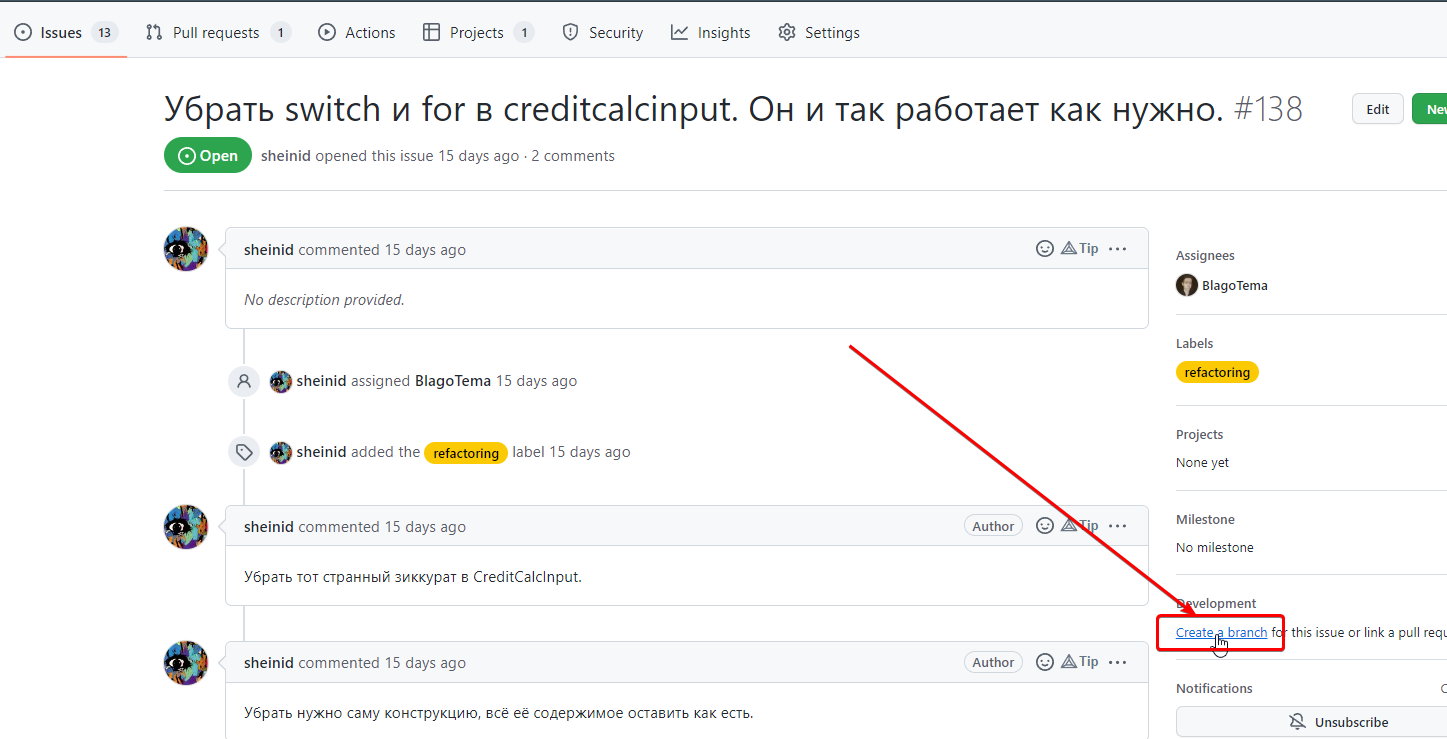 Issues 13 Pull requests 1 Actions Projects 1 Security Insights Settings
Убрать switch и for в creditcalcinput. Он и так работает как нужно. #138
Edit
Open sheinid opened this issue 15 days ago · 2 comments
sheinid commented 15 days ago Tip
No description provided.
sheinid assigned BlagoTema 15 days ago
sheinid added the refactoring label 15 days ago
sheinid commented 15 days ago Author Tip
Убрать тот странный зиккурат в CreditCalcInput.
sheinid commented 15 days ago Author Tip
Убрать нужно саму конструкцию, всё её содержимое оставить как есть.
Assignees
BlagoTema
Labels
refactoring
Projects
None yet
Milestone
No milestone
Development
Create a branch for this issue or link a pull requ
Notifications
Unsubscribe